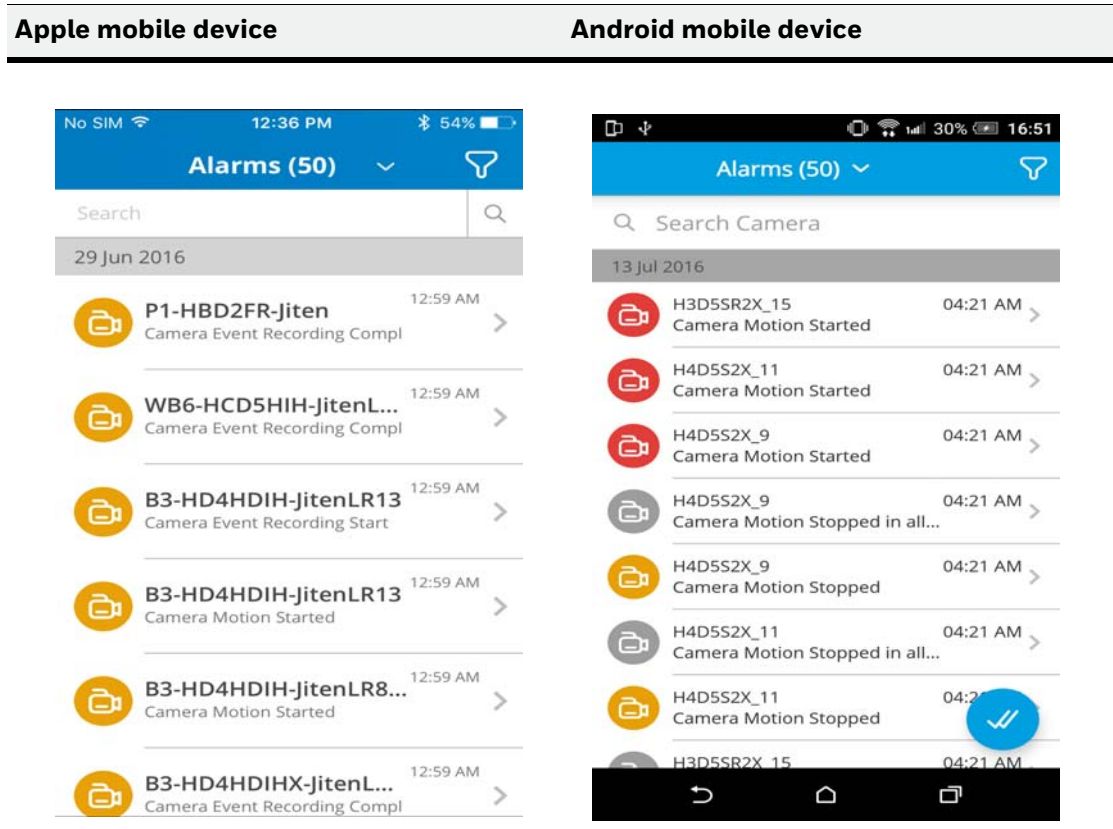 Apple mobile device
Android mobile device
No SIM 12:36 PM 54%
Alarms (50)
Search
29 Jun 2016
P1-HBD2FR-Jiten 12:59 AM
Camera Event Recording Compl
WB6-HCD5HIH-JitenL... 12:59 AM
Camera Event Recording Compl
B3-HD4HDIH-JitenLR13 12:59 AM
Camera Event Recording Start
B3-HD4HDIH-JitenLR13 12:59 AM
Camera Motion Started
B3-HD4HDIH-JitenLR8... 12:59 AM
Camera Motion Started
B3-HD4HDIHX-JitenL... 12:59 AM
Camera Event Recording Compl
30% 16:51
Alarms (50)
Search Camera
13 Jul 2016
H3D5SR2X_15 04:21 AM
Camera Motion Started
H4D5S2X_11 04:21 AM
Camera Motion Started
H4D5S2X_9 04:21 AM
Camera Motion Started
H4D5S2X_9 04:21 AM
Camera Motion Stopped in all...
H4D5S2X_9 04:21 AM
Camera Motion Stopped
H4D5S2X_11 04:21 AM
Camera Motion Stopped in all...
H4D5S2X_11
Camera Motion Stopped
H3D5SR2X_15 04:21 AM